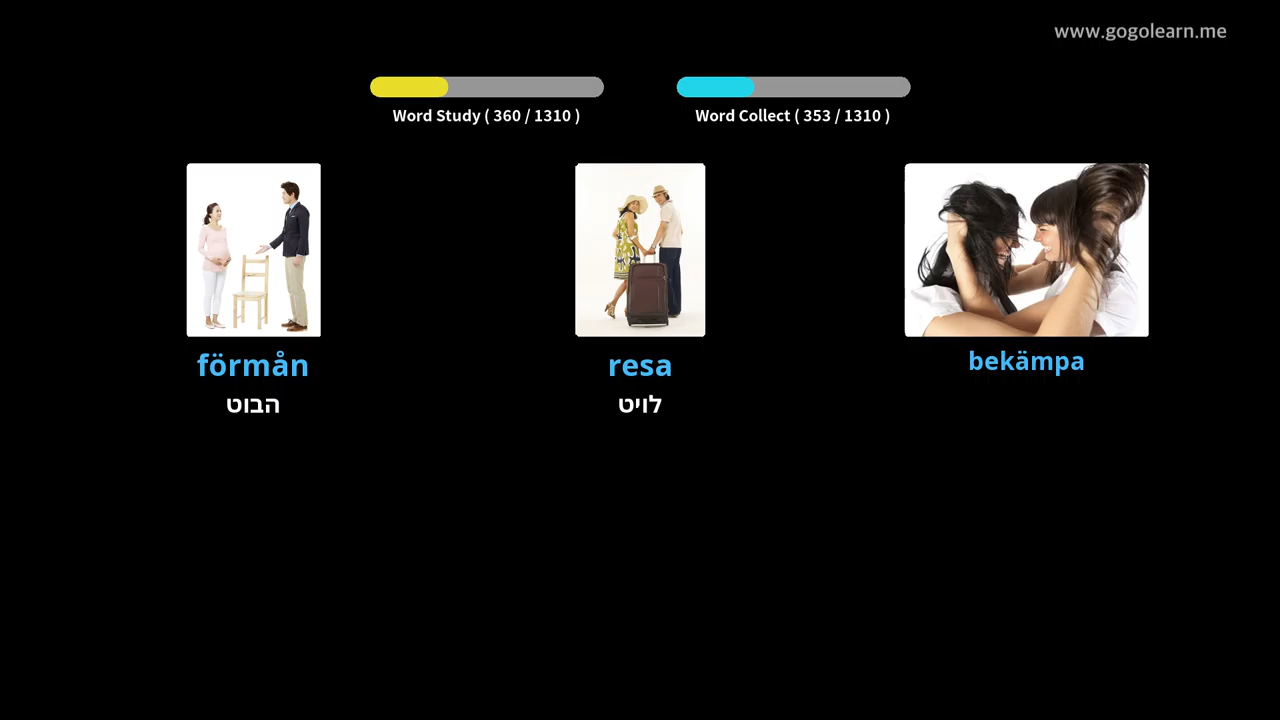 www.gogolearn.me
Word Study ( 360 / 1310 )
Word Collect ( 353 / 1310 )
förmån
הבוט
resa
לויט
bekämpa